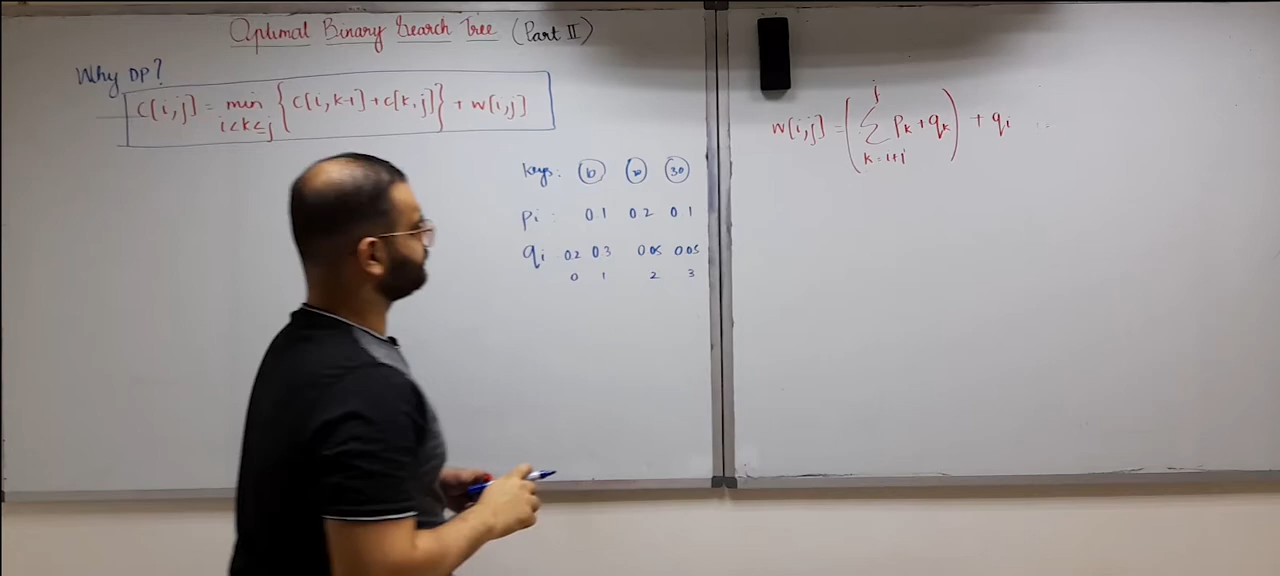 Optimal Binary Search Tree (Part II)
Why DP?
C[i,j] = min { C[i,k-1] + C[k,j] } + W[i,j]
i<k≤j
keys: 10 20 30
pi: 0.1 0.2 0.1
qi 0.2 0.3 0.05 0.05
0 1 2 3
j
W[i,j] = ( Σ pk + qk ) + qi
k=i+1